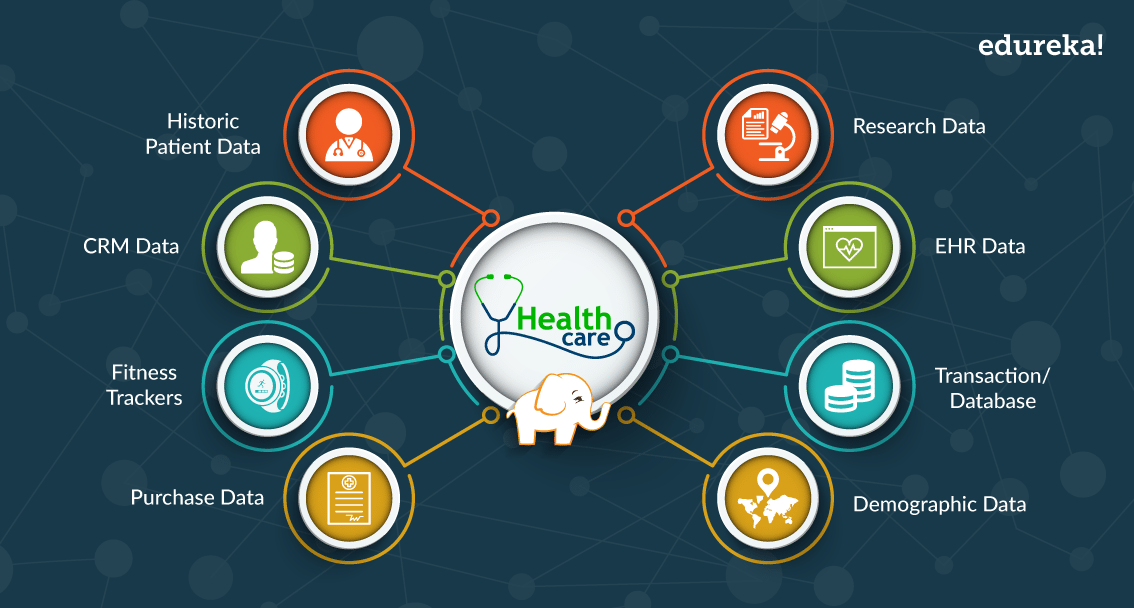 edureka!
Historic
Patient Data
Research Data
CRM Data
EHR Data
Health
care
Fitness
Trackers
Transaction/
Database
Purchase Data
Demographic Data